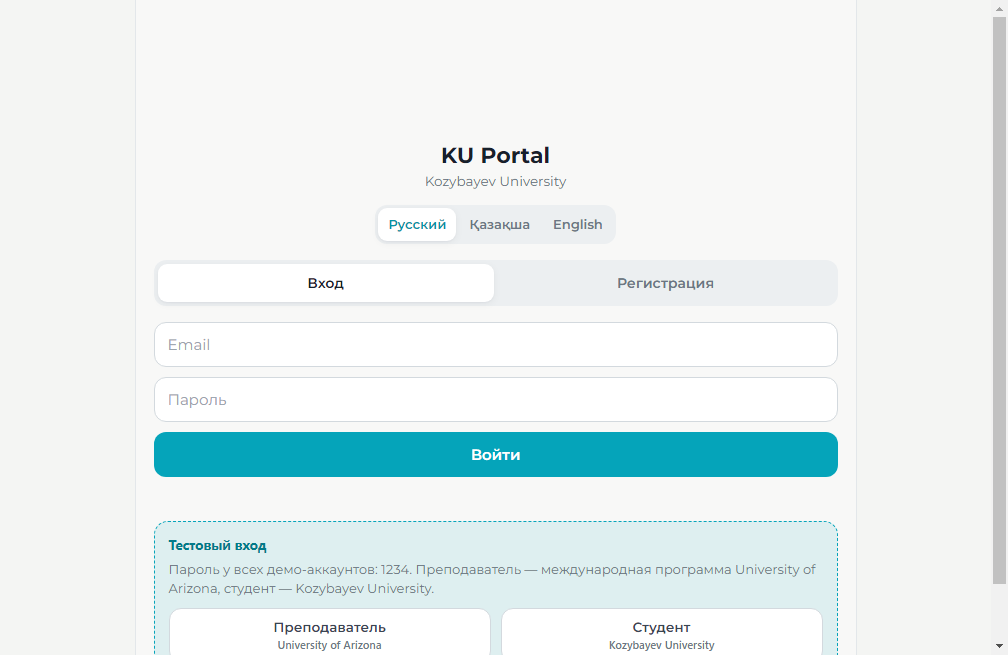 KU Portal
Kozybayev University
Русский Қазақша English
Вход Регистрация
Email
Пароль
Войти
Тестовый вход
Пароль у всех демо-аккаунтов: 1234. Преподаватель — международная программа University of
Arizona, студент — Kozybayev University.
Преподаватель Студент
University of Arizona Kozybayev University